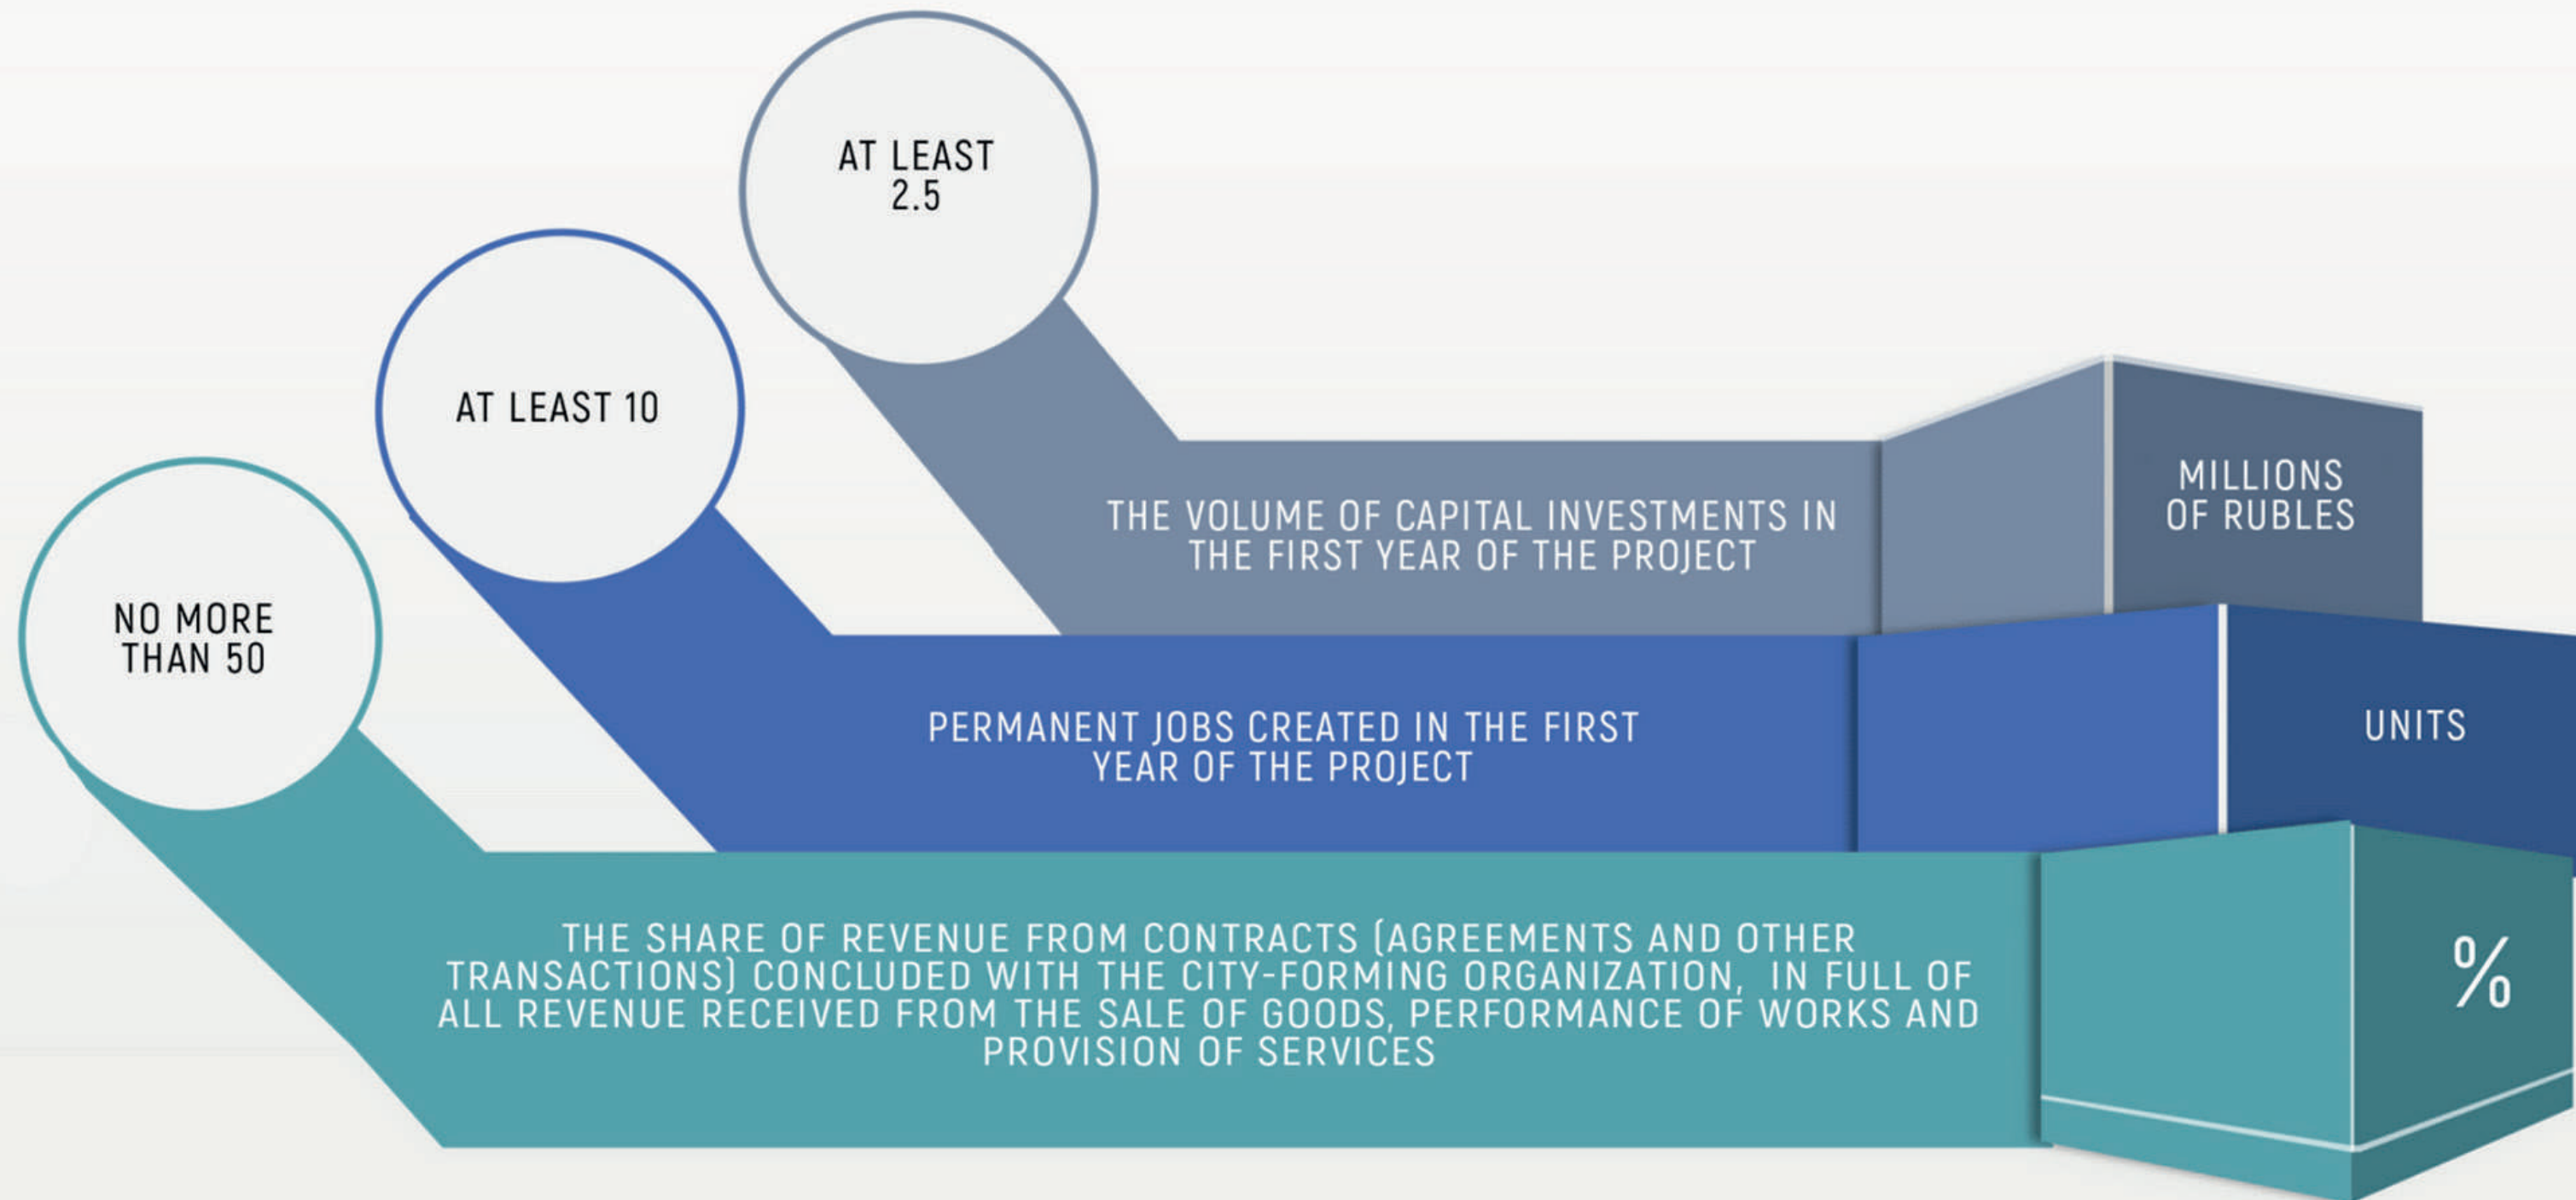 AT LEAST
2.5
THE VOLUME OF CAPITAL INVESTMENTS IN
THE FIRST YEAR OF THE PROJECT
MILLIONS
OF RUBLES
AT LEAST 10
PERMANENT JOBS CREATED IN THE FIRST
YEAR OF THE PROJECT
UNITS
NO MORE
THAN 50
THE SHARE OF REVENUE FROM CONTRACTS (AGREEMENTS AND OTHER
TRANSACTIONS) CONCLUDED WITH THE CITY-FORMING ORGANIZATION, IN FULL OF
ALL REVENUE RECEIVED FROM THE SALE OF GOODS, PERFORMANCE OF WORKS AND
PROVISION OF SERVICES
%